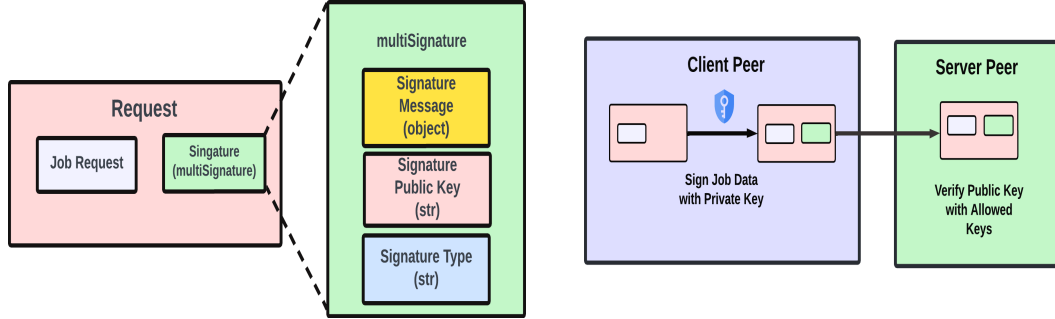 Request
Job Request
Singature
(multiSignature)
multiSignature
Signature
Message
(object)
Signature
Public Key
(str)
Signature Type
(str)
Client Peer
Sign Job Data
with Private Key
Server Peer
Verify Public Key
with Allowed
Keys